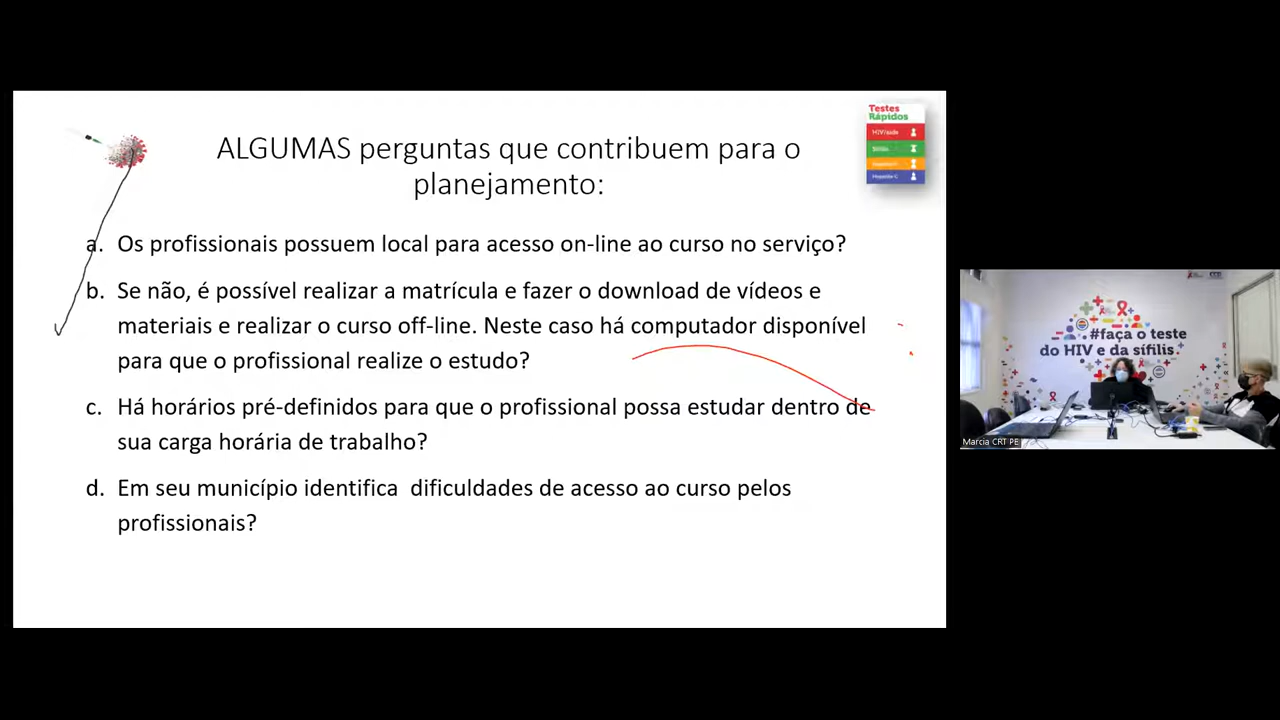 ALGUMAS perguntas que contribuem para o
planejamento:
Testes
Rápidos
HIV/aids
Sífilis
Hepatite C
a. Os profissionais possuem local para acesso on-line ao curso no serviço?
b. Se não, é possível realizar a matrícula e fazer o download de vídeos e
materiais e realizar o curso off-line. Neste caso há computador disponível
para que o profissional realize o estudo?
c. Há horários pré-definidos para que o profissional possa estudar dentro de
sua carga horária de trabalho?
d. Em seu município identifica dificuldades de acesso ao curso pelos
profissionais?
#faça o teste
do HIV e da sífilis.
Marcia CRT PE